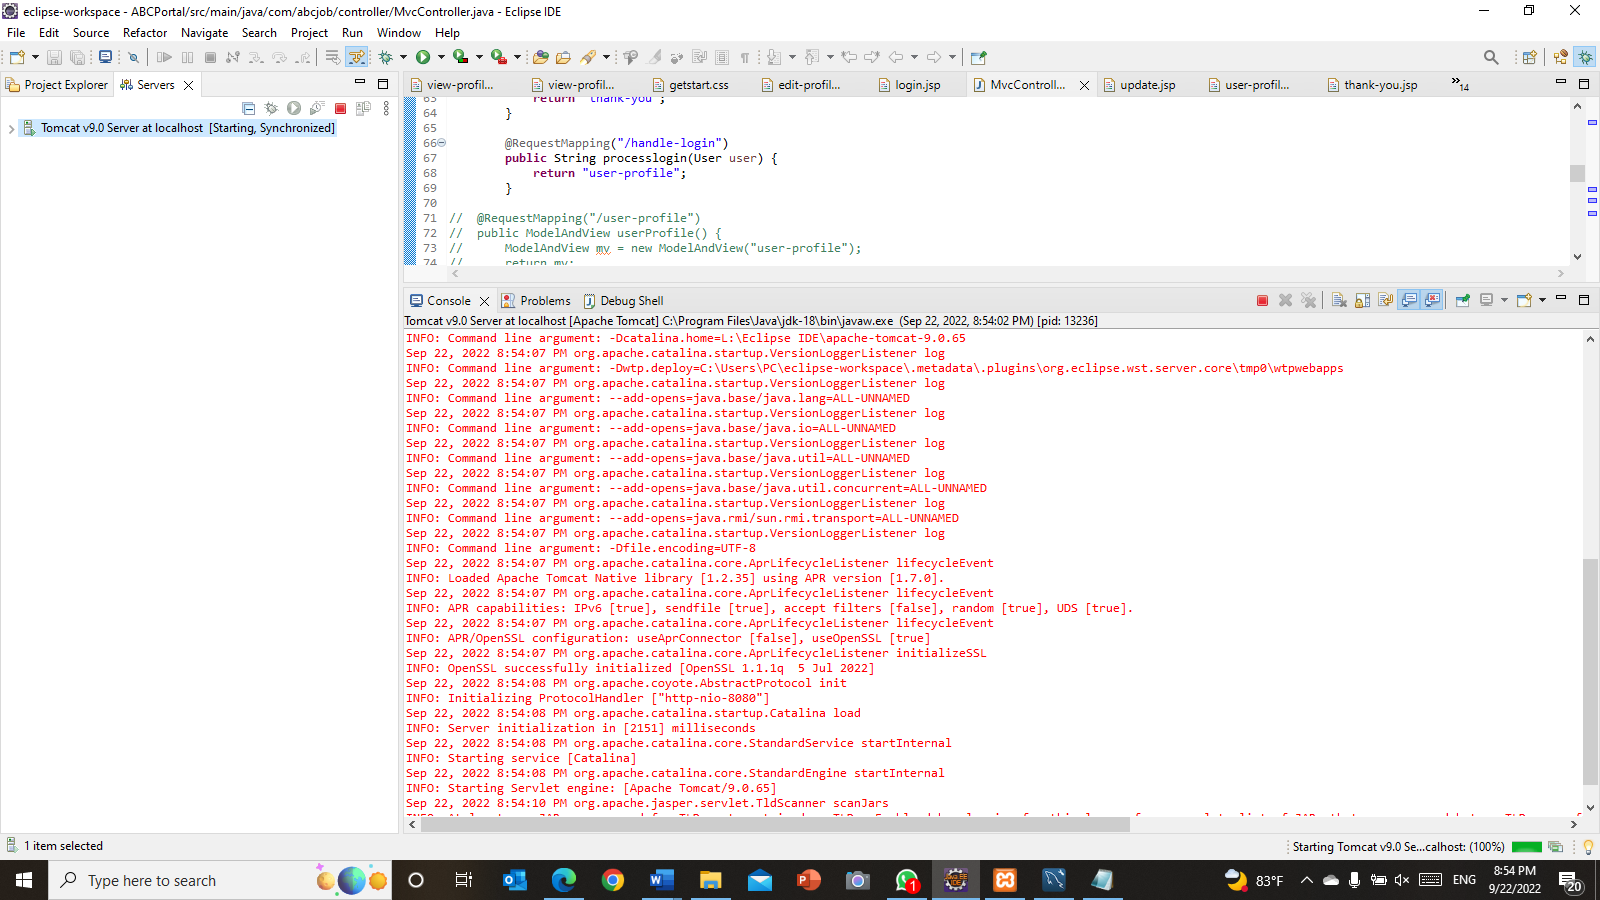 eclipse-workspace - ABCPortal/src/main/java/com/abcjob/controller/MvcController.java - Eclipse IDE
File Edit Source Refactor Navigate Search Project Run Window Help
Project Explorer Servers
Tomcat v9.0 Server at localhost [Starting, Synchronized]
view-profil... view-profil... getstart.css edit-profil... login.jsp MvcControll... update.jsp user-profil... thank-you.jsp »14
63 return "thank-you";
64 }
65
66 @RequestMapping("/handle-login")
67 public String processlogin(User user) {
68 return "user-profile";
69 }
70
71 // @RequestMapping("/user-profile")
72 // public ModelAndView userProfile() {
73 // ModelAndView mv = new ModelAndView("user-profile");
74 // return mv;
Console Problems Debug Shell
Tomcat v9.0 Server at localhost [Apache Tomcat] C:\Program Files\Java\jdk-18\bin\javaw.exe (Sep 22, 2022, 8:54:02 PM) [pid: 13236]
INFO: Command line argument: -Dcatalina.home=L:\Eclipse IDE\apache-tomcat-9.0.65
Sep 22, 2022 8:54:07 PM org.apache.catalina.startup.VersionLoggerListener log
INFO: Command line argument: -Dwtp.deploy=C:\Users\PC\eclipse-workspace\.metadata\.plugins\org.eclipse.wst.server.core\tmp0\wtpwebapps
Sep 22, 2022 8:54:07 PM org.apache.catalina.startup.VersionLoggerListener log
INFO: Command line argument: --add-opens=java.base/java.lang=ALL-UNNAMED
Sep 22, 2022 8:54:07 PM org.apache.catalina.startup.VersionLoggerListener log
INFO: Command line argument: --add-opens=java.base/java.io=ALL-UNNAMED
Sep 22, 2022 8:54:07 PM org.apache.catalina.startup.VersionLoggerListener log
INFO: Command line argument: --add-opens=java.base/java.util=ALL-UNNAMED
Sep 22, 2022 8:54:07 PM org.apache.catalina.startup.VersionLoggerListener log
INFO: Command line argument: --add-opens=java.base/java.util.concurrent=ALL-UNNAMED
Sep 22, 2022 8:54:07 PM org.apache.catalina.startup.VersionLoggerListener log
INFO: Command line argument: --add-opens=java.rmi/sun.rmi.transport=ALL-UNNAMED
Sep 22, 2022 8:54:07 PM org.apache.catalina.startup.VersionLoggerListener log
INFO: Command line argument: -Dfile.encoding=UTF-8
Sep 22, 2022 8:54:07 PM org.apache.catalina.core.AprLifecycleListener lifecycleEvent
INFO: Loaded Apache Tomcat Native library [1.2.35] using APR version [1.7.0].
Sep 22, 2022 8:54:07 PM org.apache.catalina.core.AprLifecycleListener lifecycleEvent
INFO: APR capabilities: IPv6 [true], sendfile [true], accept filters [false], random [true], UDS [true].
Sep 22, 2022 8:54:07 PM org.apache.catalina.core.AprLifecycleListener lifecycleEvent
INFO: APR/OpenSSL configuration: useAprConnector [false], useOpenSSL [true]
Sep 22, 2022 8:54:07 PM org.apache.catalina.core.AprLifecycleListener initializeSSL
INFO: OpenSSL successfully initialized [OpenSSL 1.1.1q 5 Jul 2022]
Sep 22, 2022 8:54:08 PM org.apache.coyote.AbstractProtocol init
INFO: Initializing ProtocolHandler ["http-nio-8080"]
Sep 22, 2022 8:54:08 PM org.apache.catalina.startup.Catalina load
INFO: Server initialization in [2151] milliseconds
Sep 22, 2022 8:54:08 PM org.apache.catalina.core.StandardService startInternal
INFO: Starting service [Catalina]
Sep 22, 2022 8:54:08 PM org.apache.catalina.core.StandardEngine startInternal
INFO: Starting Servlet engine: [Apache Tomcat/9.0.65]
Sep 22, 2022 8:54:10 PM org.apache.jasper.servlet.TldScanner scanJars
1 item selected
Starting Tomcat v9.0 Se...calhost: (100%)
Type here to search
83°F
ENG
8:54 PM
9/22/2022
20